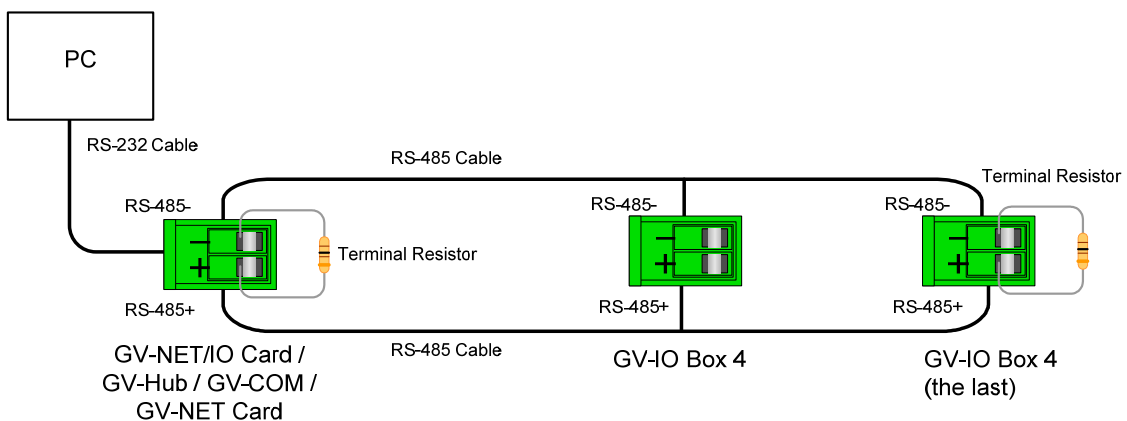 PC
RS-232 Cable
RS-485 Cable
Terminal Resistor
RS-485-
RS-485-
RS-485-
−
+
Terminal Resistor
−
+
−
+
RS-485+
RS-485+
RS-485+
RS-485 Cable
GV-NET/IO Card /
GV-Hub / GV-COM /
GV-NET Card
GV-IO Box 4
GV-IO Box 4
(the last)